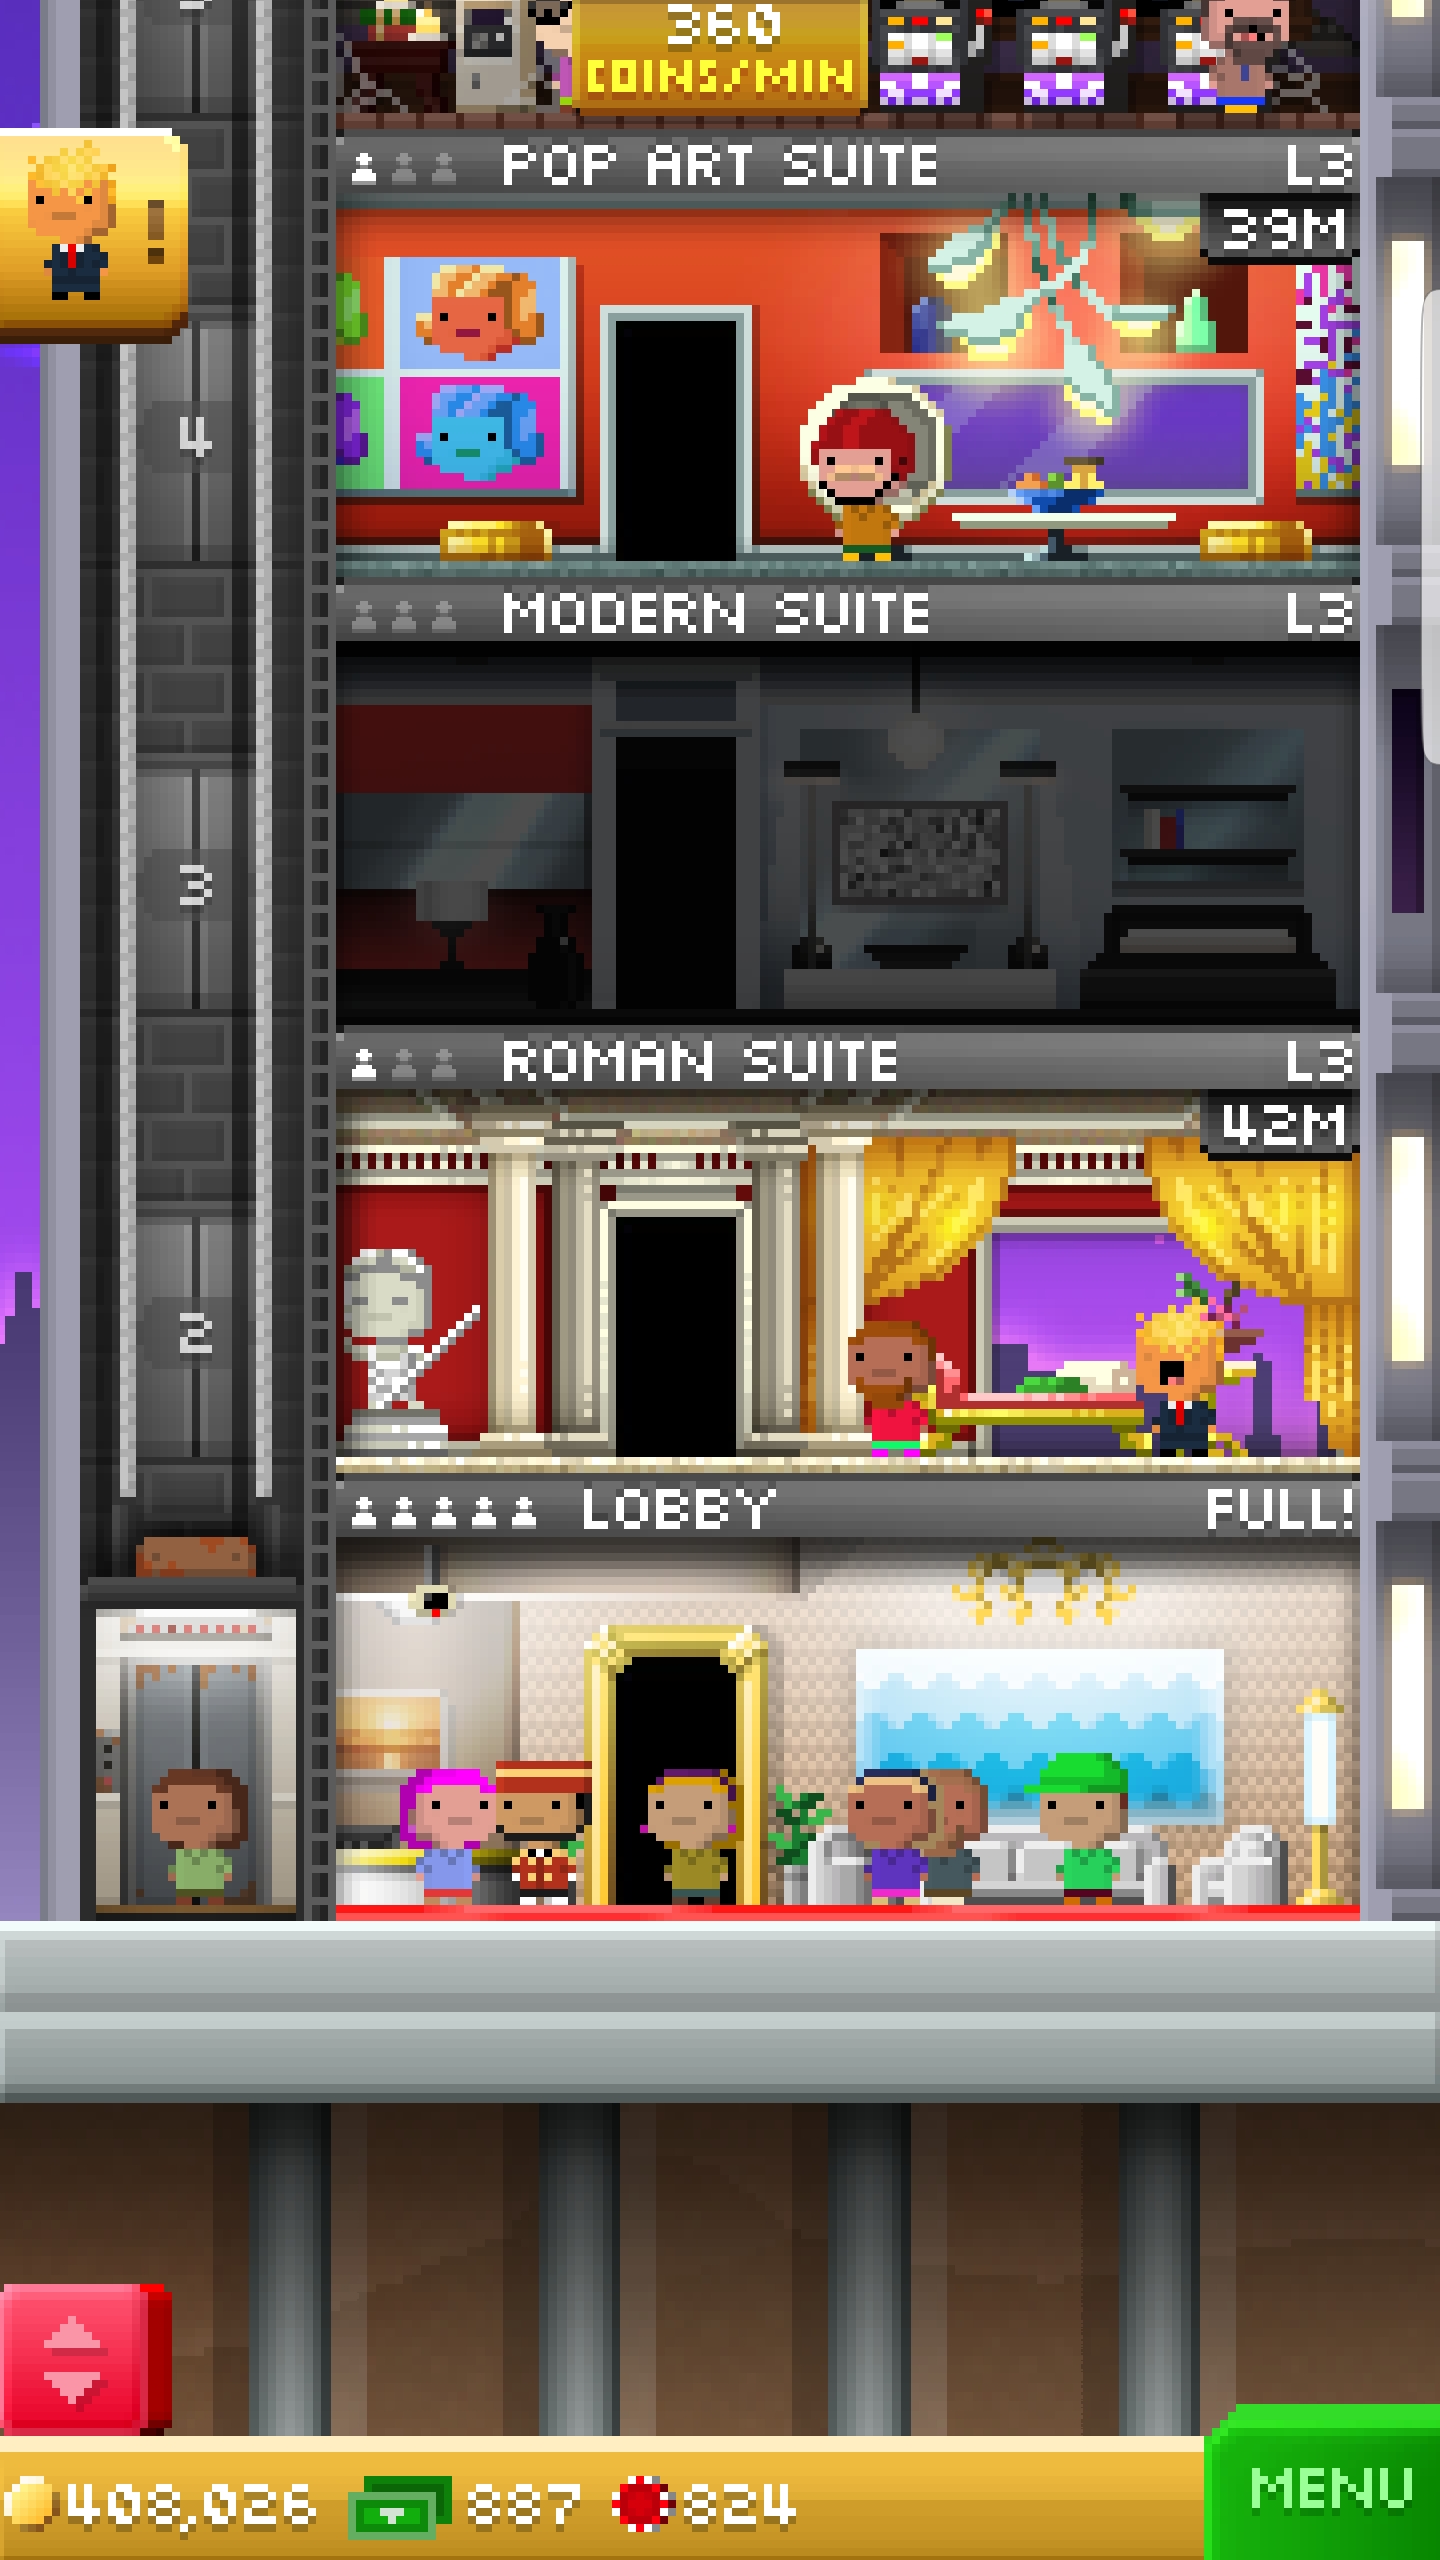 360
COINS/MIN
POP ART SUITE L3
39M
!
4
MODERN SUITE L3
3
ROMAN SUITE L3
42M
2
LOBBY FULL!
408,026 887 824
MENU